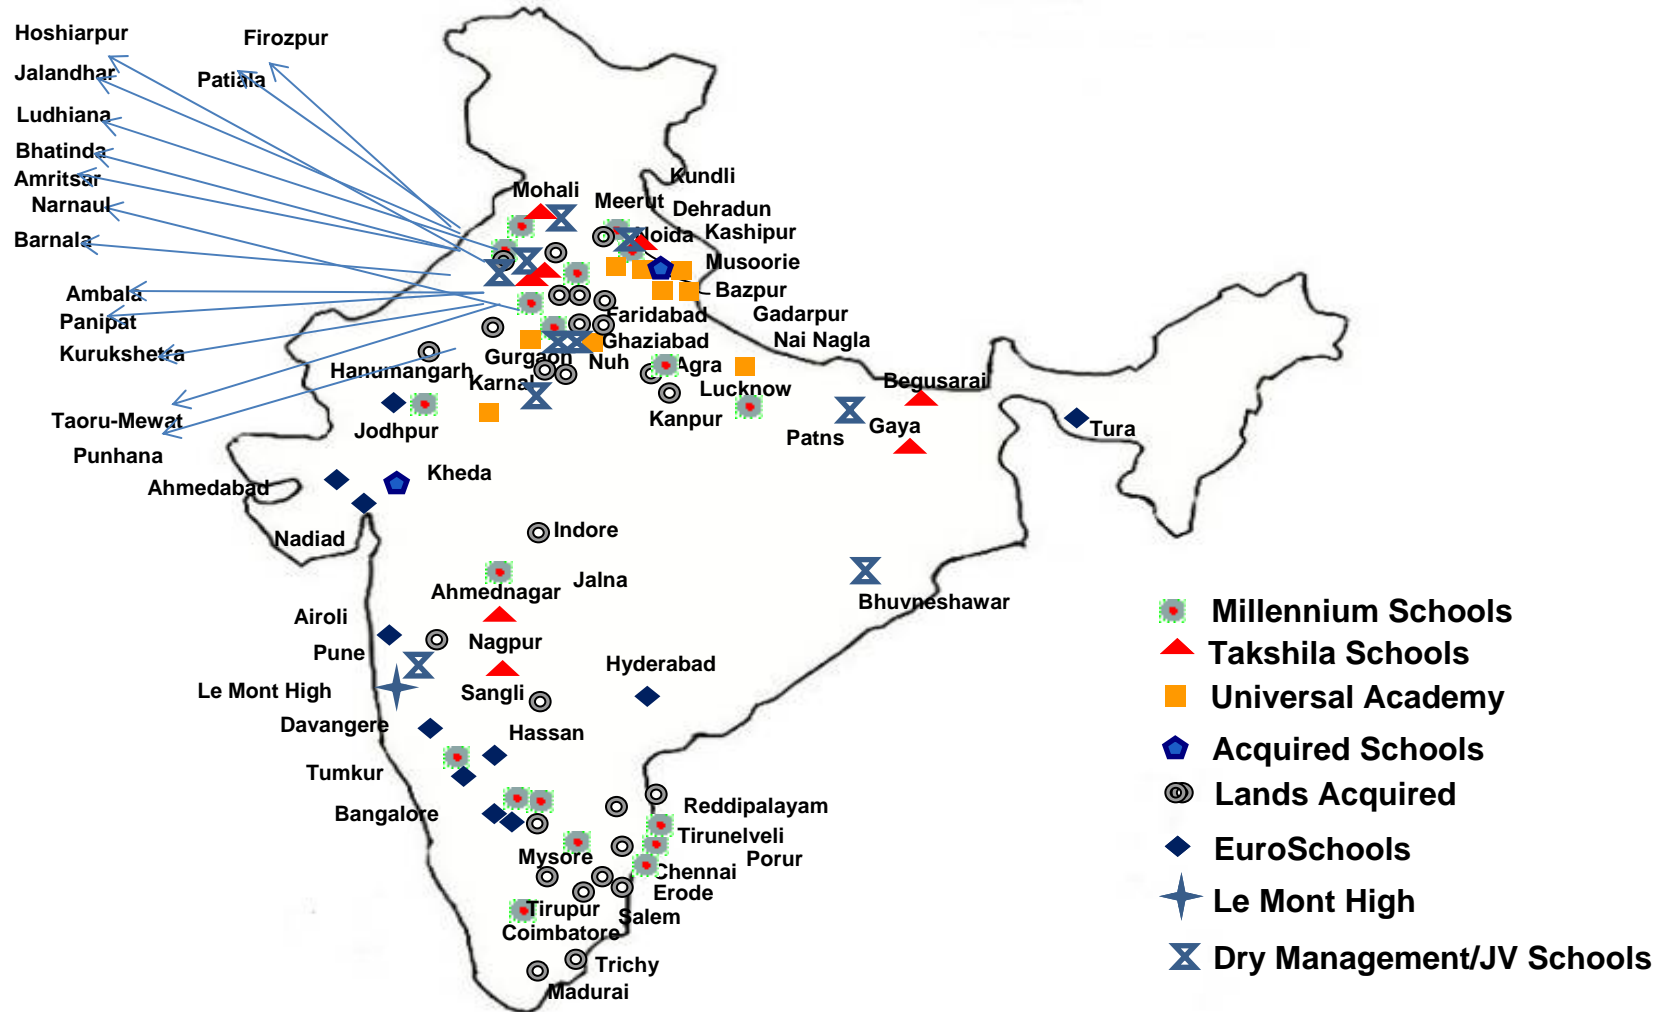 Hoshiarpur
Firozpur
Jalandhar
Patiala
Ludhiana
Bhatinda
Amritsar
Narnaul
Barnala
Ambala
Panipat
Kurukshetra
Taoru-Mewat
Punhana
Mohali
Kundli
Meerut
Dehradun
Noida
Kashipur
Musoorie
Bazpur
Gadarpur
Faridabad
Nai Nagla
Ghaziabad
Gurgaon
Nuh
Agra
Hanumangarh
Karnal
Lucknow
Begusarai
Kanpur
Jodhpur
Patns
Gaya
Tura
Kheda
Ahmedabad
Nadiad
Indore
Jalna
Ahmednagar
Bhuvneshawar
Airoli
Nagpur
Pune
Hyderabad
Le Mont High
Sangli
Davangere
Hassan
Tumkur
Bangalore
Reddipalayam
Tirunelveli
Mysore
Porur
Chennai
Erode
Tirupur
Salem
Coimbatore
Trichy
Madurai
Millennium Schools
Takshila Schools
Universal Academy
Acquired Schools
Lands Acquired
EuroSchools
Le Mont High
Dry Management/JV Schools